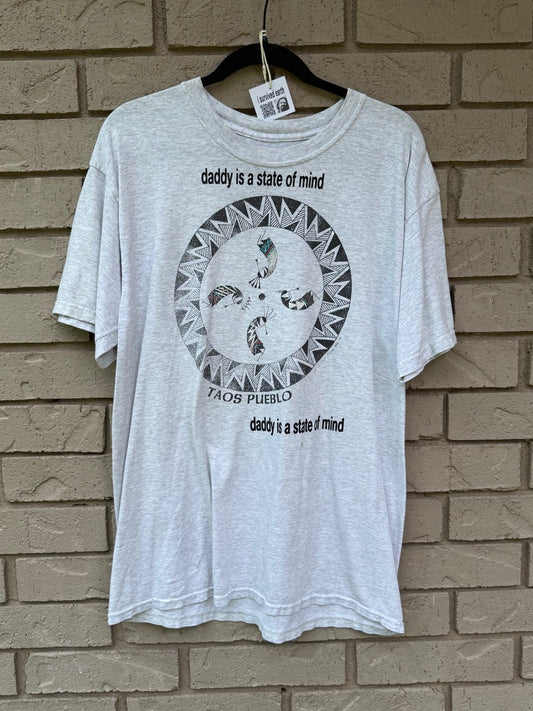 i survived earth
daddy is a state of mind
TAOS PUEBLO
daddy is a state of mind